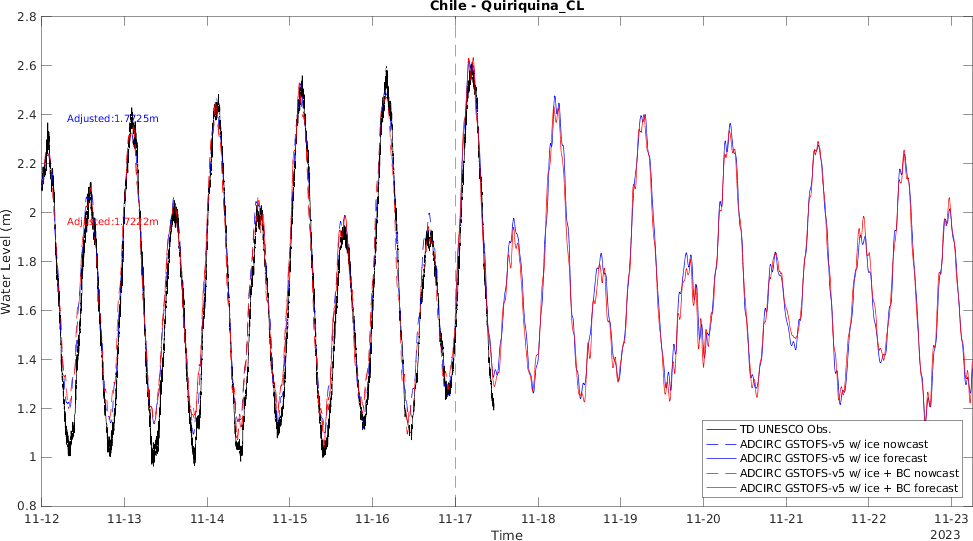 Chile - Quiriquina_CL
2.8
2.6
2.4
2.2
2
1.8
1.6
1.4
1.2
1
0.8
Water Level (m)
Adjusted:1.7725m
Adjusted:1.7222m
TD UNESCO Obs.
ADCIRC GSTOFS-v5 w/ ice nowcast
ADCIRC GSTOFS-v5 w/ ice forecast
ADCIRC GSTOFS-v5 w/ ice + BC nowcast
ADCIRC GSTOFS-v5 w/ ice + BC forecast
11-12 11-13 11-14 11-15 11-16 11-17 11-18 11-19 11-20 11-21 11-22 11-23
Time
2023